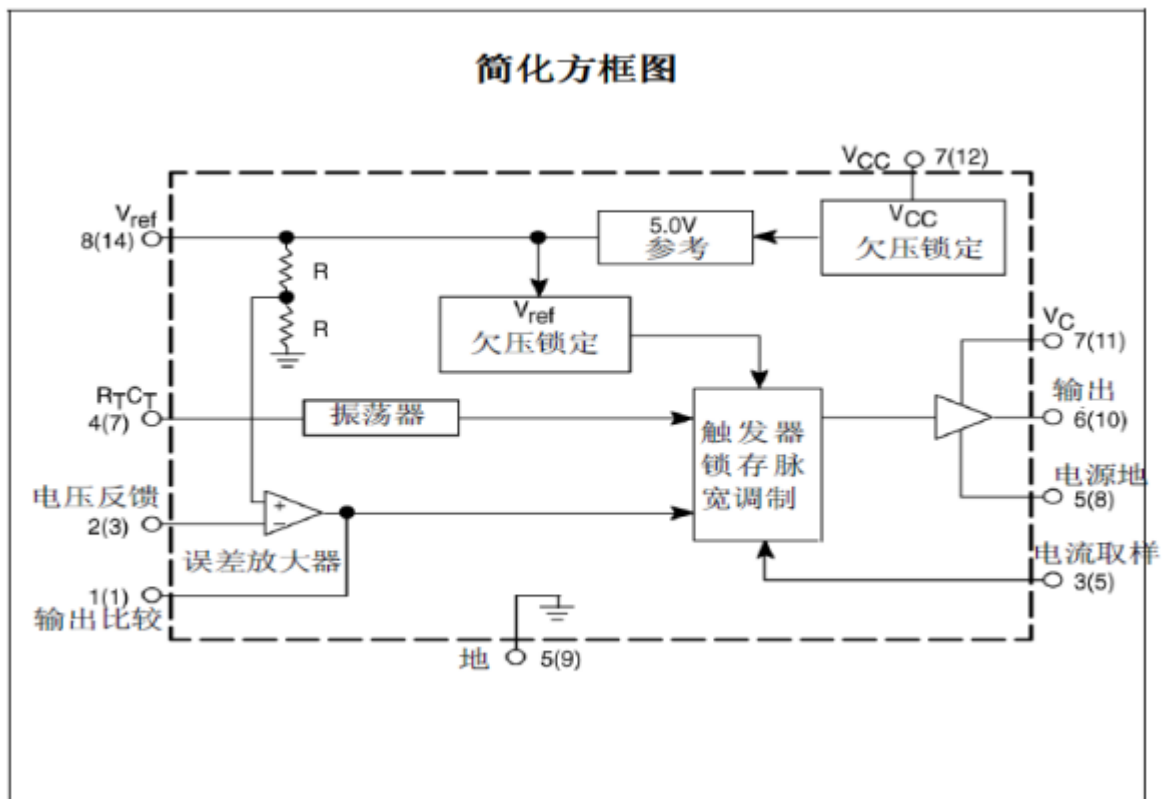 简化方框图
VCC 7(12)
Vref
8(14)
5.0V
参考
VCC
欠压锁定
R
R
Vref
欠压锁定
VC
7(11)
RTCT
4(7)
振荡器
触发器
锁存脉
宽调制
输出
6(10)
电源地
5(8)
电压反馈
2(3)
+
−
误差放大器
电流取样
3(5)
1(1)
输出比较
地 5(9)